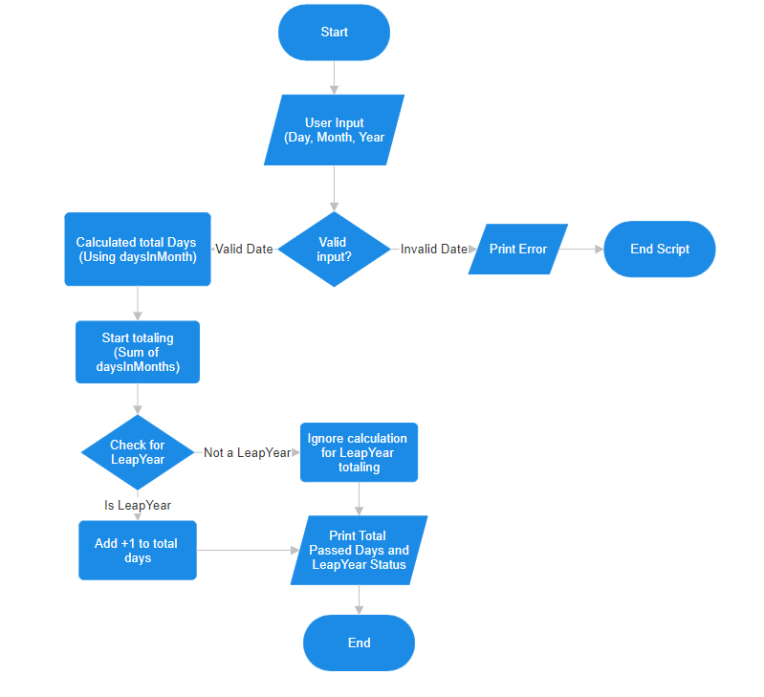 Start
User Input
(Day, Month, Year
Valid
input?
Valid Date
Invalid Date
Calculated total Days
(Using daysInMonth)
Print Error
End Script
Start totaling
(Sum of
daysInMonths)
Check for
LeapYear
Not a LeapYear
Ignore calculation
for LeapYear
totaling
Is LeapYear
Add +1 to total
days
Print Total
Passed Days and
LeapYear Status
End